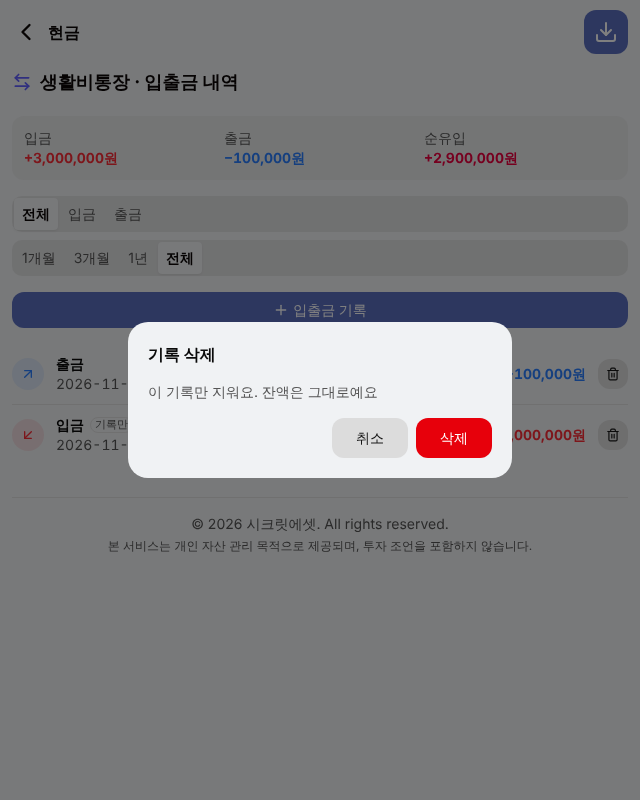 현금
생활비통장 · 입출금 내역
입금
+3,000,000원
출금
−100,000원
순유입
+2,900,000원
전체 입금 출금
1개월 3개월 1년 전체
+ 입출금 기록
기록 삭제
이 기록만 지워요. 잔액은 그대로예요
취소 삭제
출금
2026-11-
100,000원
입금 기록만
2026-11-
,000,000원
© 2026 시크릿에셋. All rights reserved.
본 서비스는 개인 자산 관리 목적으로 제공되며, 투자 조언을 포함하지 않습니다.